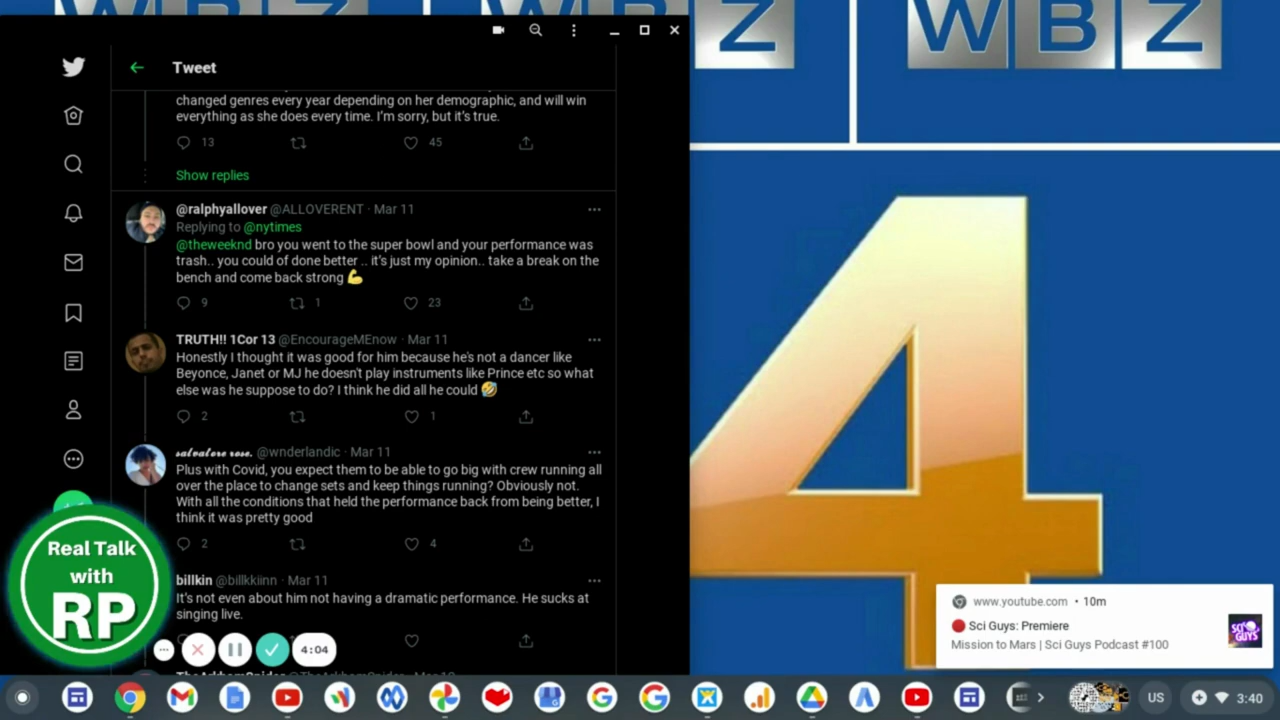 WBZ
WBZ
WBZ
Tweet
changed genres every year depending on her demographic, and will win
everything as she does every time. I'm sorry, but it's true.
13
45
Show replies
@ralphyallover @ALLOVERENT · Mar 11
Replying to @nytimes
@theweeknd bro you went to the super bowl and your performance was
trash.. you could of done better .. it's just my opinion.. take a break on the
bench and come back strong 💪
9
1
23
TRUTH!! 1Cor 13 @EncourageMEnow · Mar 11
Honestly I thought it was good for him because he's not a dancer like
Beyonce, Janet or MJ he doesn't play instruments like Prince etc so what
else was he suppose to do? I think he did all he could 🤣
2
1
salvatore rose. @wnderlandic · Mar 11
Plus with Covid, you expect them to be able to go big with crew running all
over the place to change sets and keep things running? Obviously not.
With all the conditions that held the performance back from being better, I
think it was pretty good
2
4
billkin @billkkiinn · Mar 11
It's not even about him not having a dramatic performance. He sucks at
singing live.
4
Real Talk
with
RP
4:04
www.youtube.com • 10m
🔴 Sci Guys: Premiere
Mission to Mars | Sci Guys Podcast #100
SCI
GUYS
US
3:40